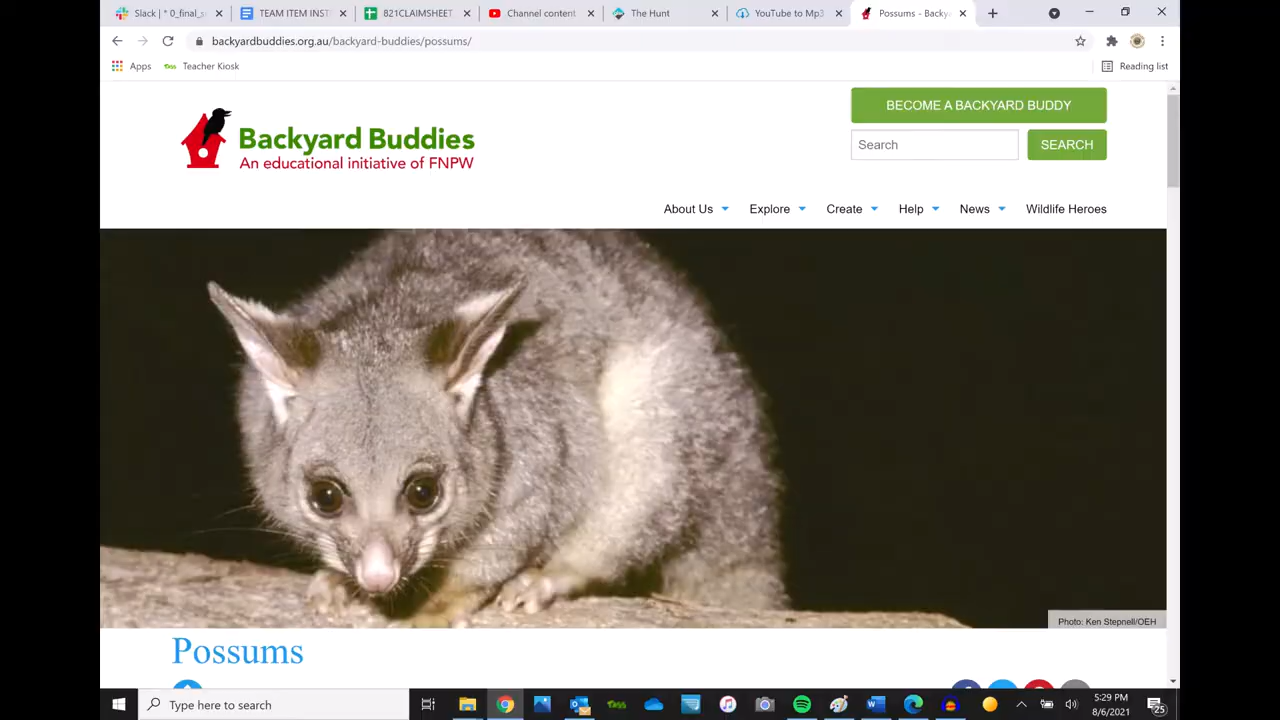 Slack | * 0_final_s
TEAM ITEM INST
821CLAIMSHEET
Channel content
The Hunt
YouTube to Mp3
Possums - Backy
backyardbuddies.org.au/backyard-buddies/possums/
Apps
Teacher Kiosk
Reading list
BECOME A BACKYARD BUDDY
Backyard Buddies
An educational initiative of FNPW
Search
SEARCH
About Us
Explore
Create
Help
News
Wildlife Heroes
Photo: Ken Stepnell/OEH
Possums
Type here to search
5:29 PM
8/6/2021
25